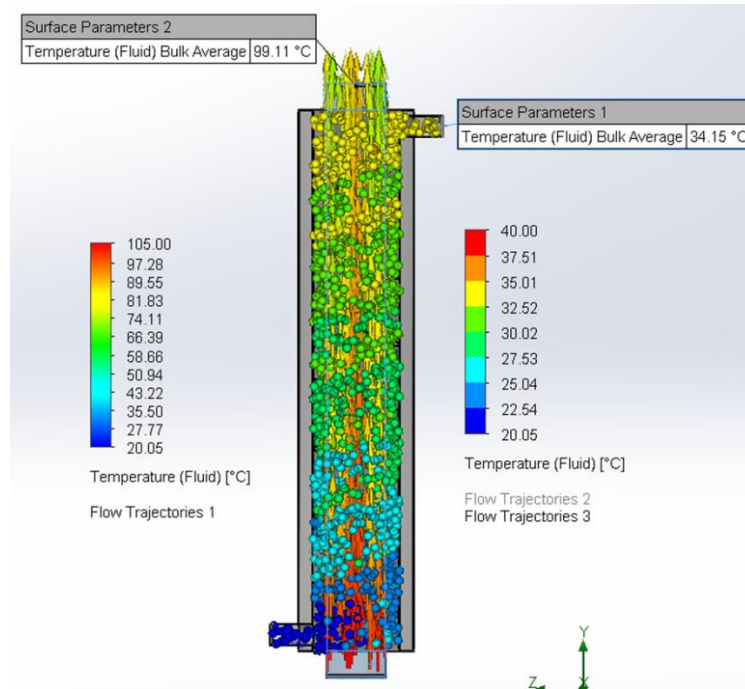 Surface Parameters 2
Temperature (Fluid) Bulk Average 99.11 °C
Surface Parameters 1
Temperature (Fluid) Bulk Average 34.15 °C
105.00
97.28
89.55
81.83
74.11
66.39
58.66
50.94
43.22
35.50
27.77
20.05
Temperature (Fluid) [°C]
Flow Trajectories 1
40.00
37.51
35.01
32.52
30.02
27.53
25.04
22.54
20.05
Temperature (Fluid) [°C]
Flow Trajectories 2
Flow Trajectories 3
Y
Z
X